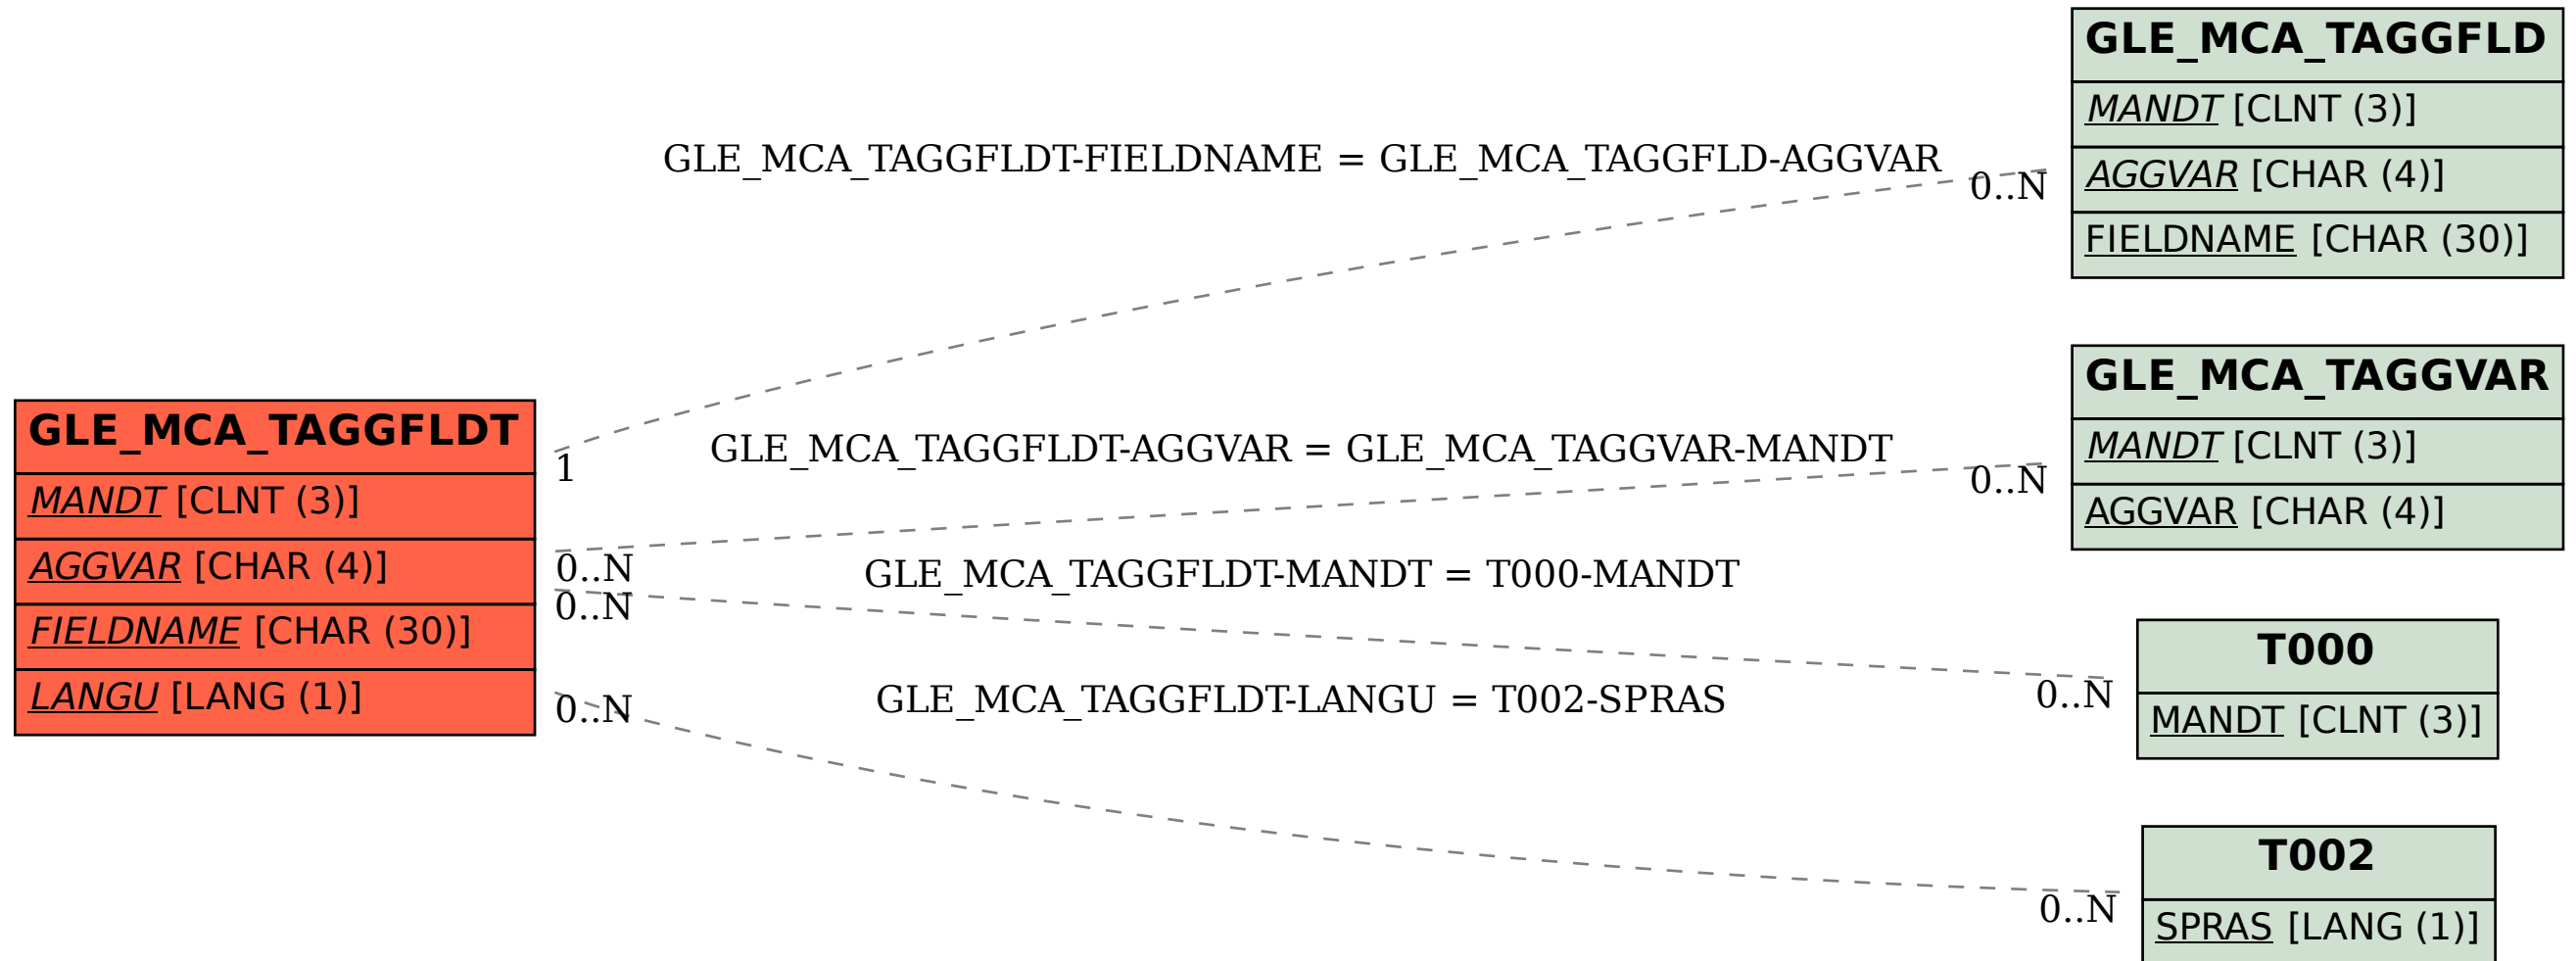 GLE_MCA_TAGGFLD
MANDT [CLNT (3)]
AGGVAR [CHAR (4)]
FIELDNAME [CHAR (30)]
GLE_MCA_TAGGFLDT-FIELDNAME = GLE_MCA_TAGGFLD-AGGVAR
0..N
GLE_MCA_TAGGVAR
MANDT [CLNT (3)]
AGGVAR [CHAR (4)]
GLE_MCA_TAGGFLDT
MANDT [CLNT (3)]
AGGVAR [CHAR (4)]
FIELDNAME [CHAR (30)]
LANGU [LANG (1)]
1
GLE_MCA_TAGGFLDT-AGGVAR = GLE_MCA_TAGGVAR-MANDT
0..N
0..N
GLE_MCA_TAGGFLDT-MANDT = T000-MANDT
0..N
0..N
T000
MANDT [CLNT (3)]
GLE_MCA_TAGGFLDT-LANGU = T002-SPRAS
0..N
0..N
T002
SPRAS [LANG (1)]